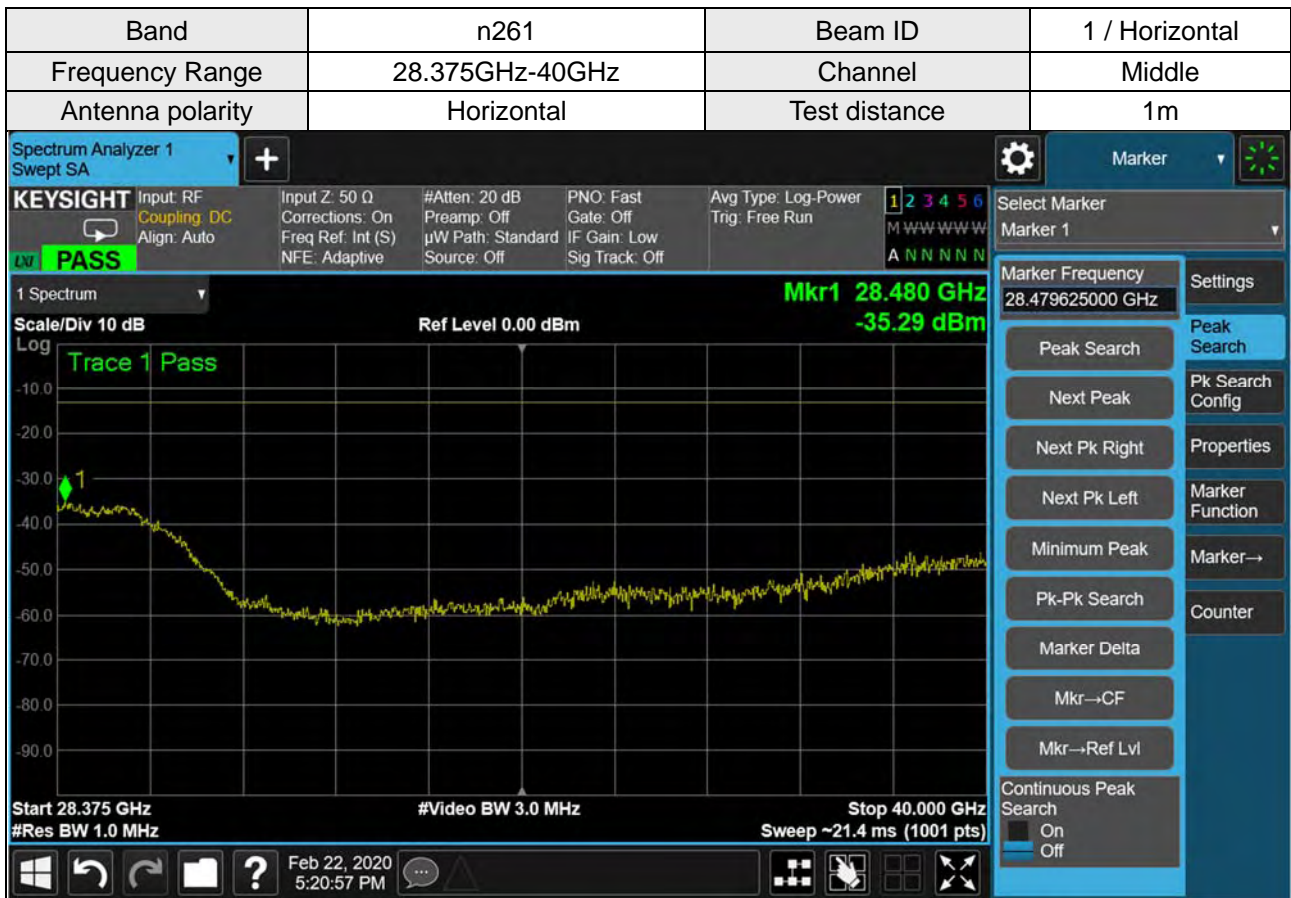 Band n261 Beam ID 1 / Horizontal
Frequency Range 28.375GHz-40GHz Channel Middle
Antenna polarity Horizontal Test distance 1m
Spectrum Analyzer 1
Swept SA
+
Marker
KEYSIGHT
LXI PASS
Input: RF
Coupling: DC
Align: Auto
Input Z: 50 Ω
Corrections: On
Freq Ref: Int (S)
NFE: Adaptive
#Atten: 20 dB
Preamp: Off
µW Path: Standard
Source: Off
PNO: Fast
Gate: Off
IF Gain: Low
Sig Track: Off
Avg Type: Log-Power
Trig: Free Run
1 2 3 4 5 6
M W W W W W
A N N N N N
Select Marker
Marker 1
1 Spectrum
Mkr1 28.480 GHz
Scale/Div 10 dB Ref Level 0.00 dBm -35.29 dBm
Log
Trace 1 Pass
-10.0
-20.0
-30.0
1
-40.0
-50.0
-60.0
-70.0
-80.0
-90.0
Start 28.375 GHz #Video BW 3.0 MHz Stop 40.000 GHz
#Res BW 1.0 MHz Sweep ~21.4 ms (1001 pts)
Marker Frequency
28.479625000 GHz
Peak Search
Next Peak
Next Pk Right
Next Pk Left
Minimum Peak
Pk-Pk Search
Marker Delta
Mkr→CF
Mkr→Ref Lvl
Continuous Peak
Search
On
Off
Settings
Peak
Search
Pk Search
Config
Properties
Marker
Function
Marker→
Counter
?
Feb 22, 2020
5:20:57 PM